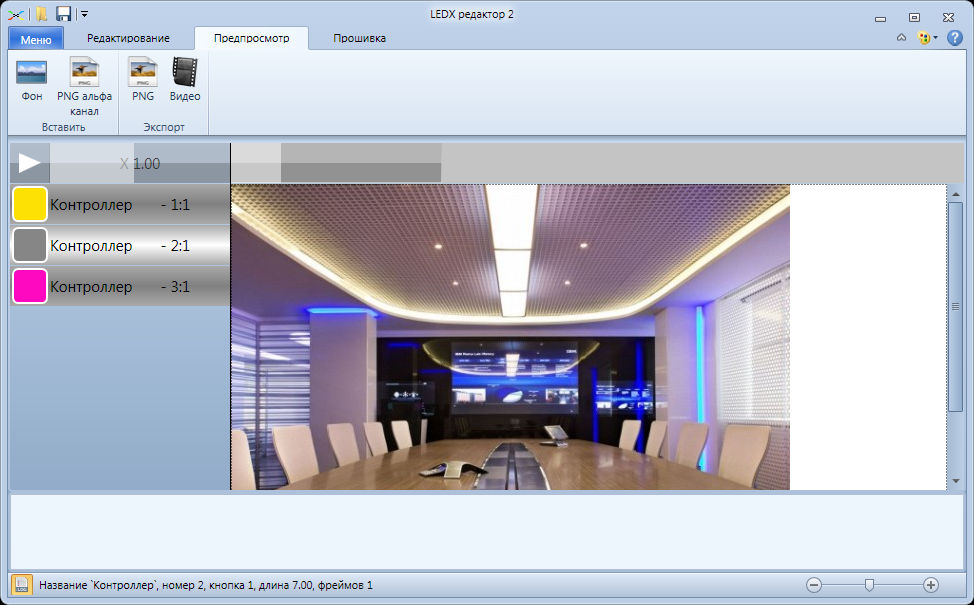 LEDX редактор 2
Меню
Редактирование
Предпросмотр
Прошивка
Фон
PNG альфа
канал
PNG
Видео
Вставить
Экспорт
X 1.00
Контроллер - 1:1
Контроллер - 2:1
Контроллер - 3:1
Название `Контроллер`, номер 2, кнопка 1, длина 7.00, фреймов 1